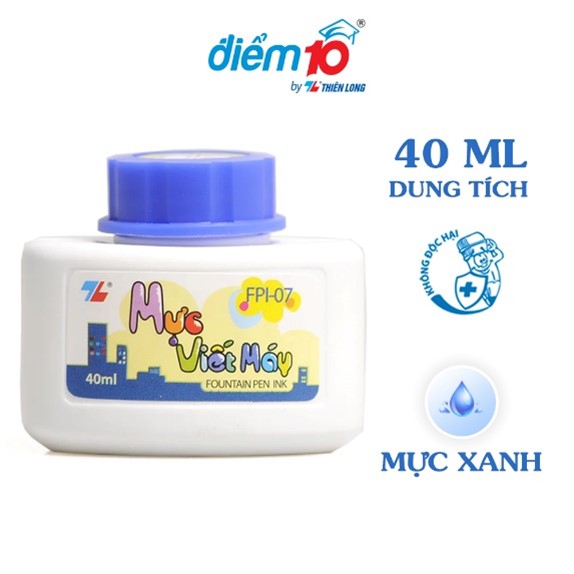 điểm10
by TL THIÊN LONG
40 ML
DUNG TÍCH
KHÔNG ĐỘC HẠI
MỰC XANH
TL
FPI-07
Mực
Viết Máy
FOUNTAIN PEN INK
40ml